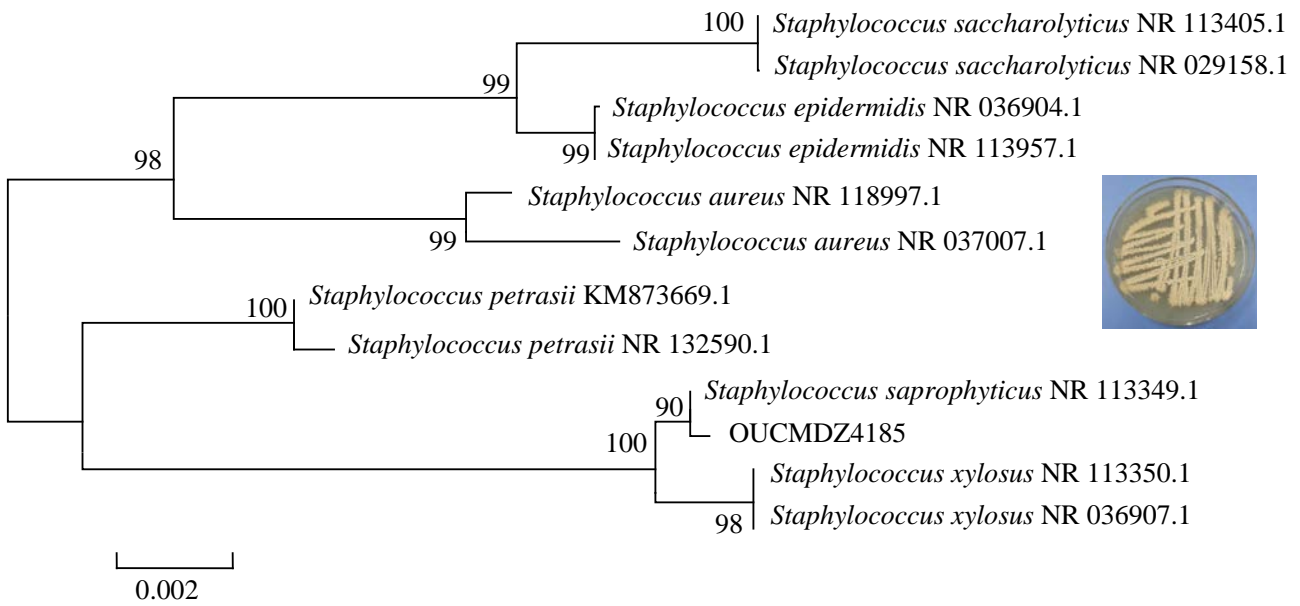 100
Staphylococcus saccharolyticus NR 113405.1
Staphylococcus saccharolyticus NR 029158.1
99
Staphylococcus epidermidis NR 036904.1
99
Staphylococcus epidermidis NR 113957.1
98
Staphylococcus aureus NR 118997.1
99
Staphylococcus aureus NR 037007.1
100
Staphylococcus petrasii KM873669.1
Staphylococcus petrasii NR 132590.1
Staphylococcus saprophyticus NR 113349.1
90
OUCMDZ4185
100
Staphylococcus xylosus NR 113350.1
98
Staphylococcus xylosus NR 036907.1
0.002